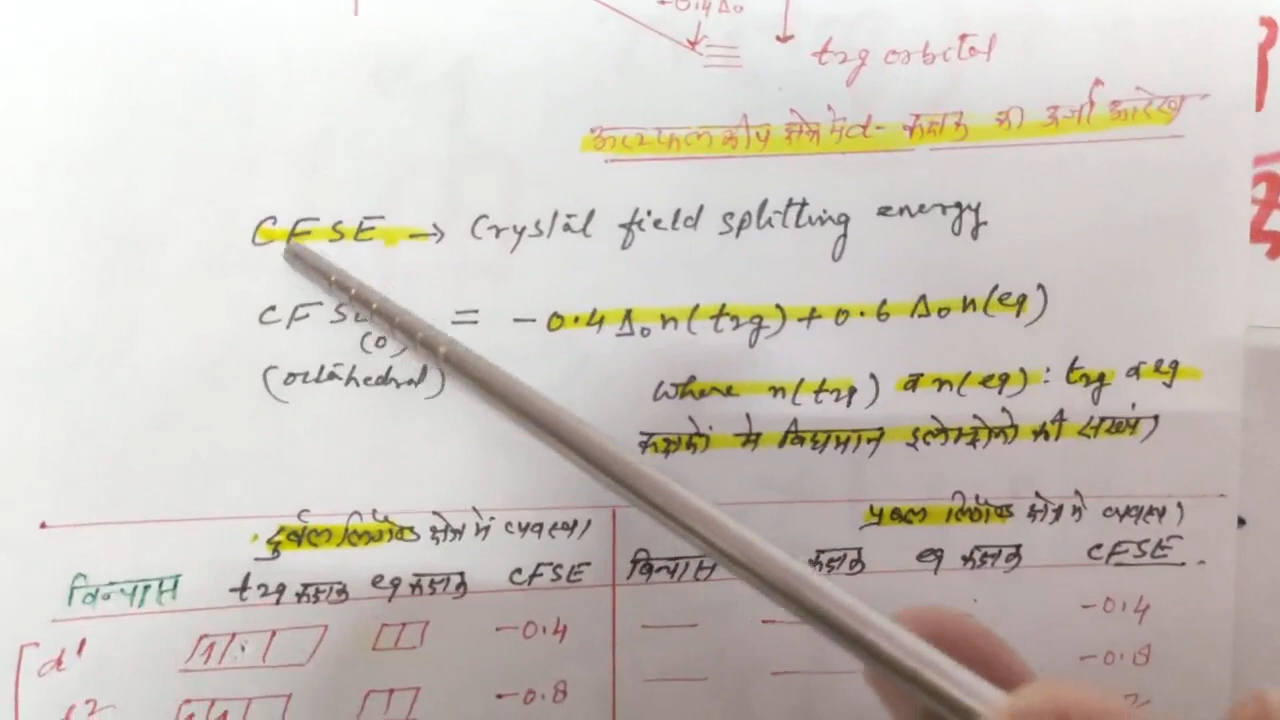 -0.4Δo
t2g orbital
अष्टफलकीय क्षेत्र में d- कक्षक का ऊर्जा आरेख
CFSE → Crystal field splitting energy
CFSE(o) = -0.4 Δo n(t2g) + 0.6 Δo n(eg)
(octahedral)
where n(t2g) व n(eg) : t2g व eg
कक्षकों मे विद्यमान इलेक्ट्रोनो की संख्या
दुर्बल लिगेंड क्षेत्र में व्यवस्था
प्रबल लिगेंड क्षेत्र मे व्यवस्था
विन्यास t2g कक्षक eg कक्षक CFSE
विन्यास कक्षक eg कक्षक CFSE
d1 -0.4
-0.4
-0.8
-0.8